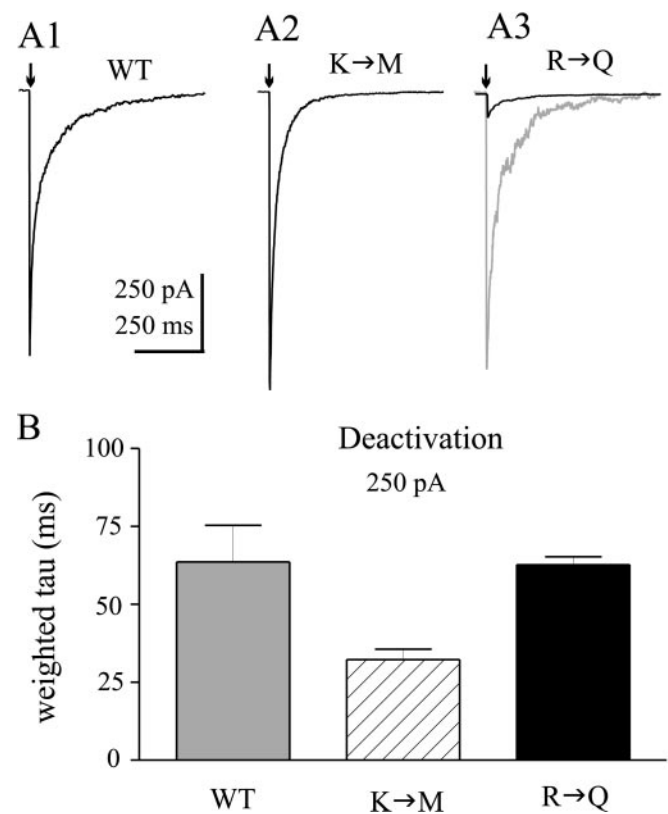 A1
WT
A2
K→M
A3
R→Q
250 pA
250 ms
B
Deactivation
250 pA
100
75
50
25
0
weighted tau (ms)
WT
K→M
R→Q